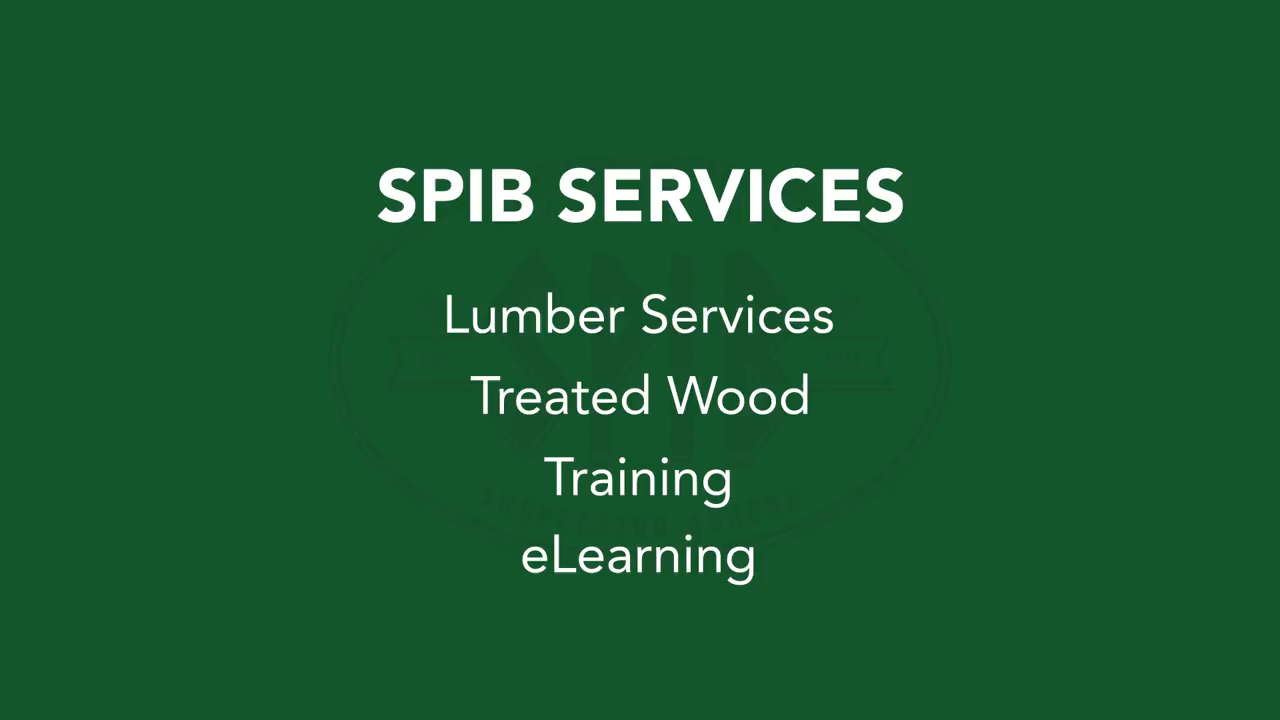 SPIB SERVICES
Lumber Services
Treated Wood
Training
eLearning